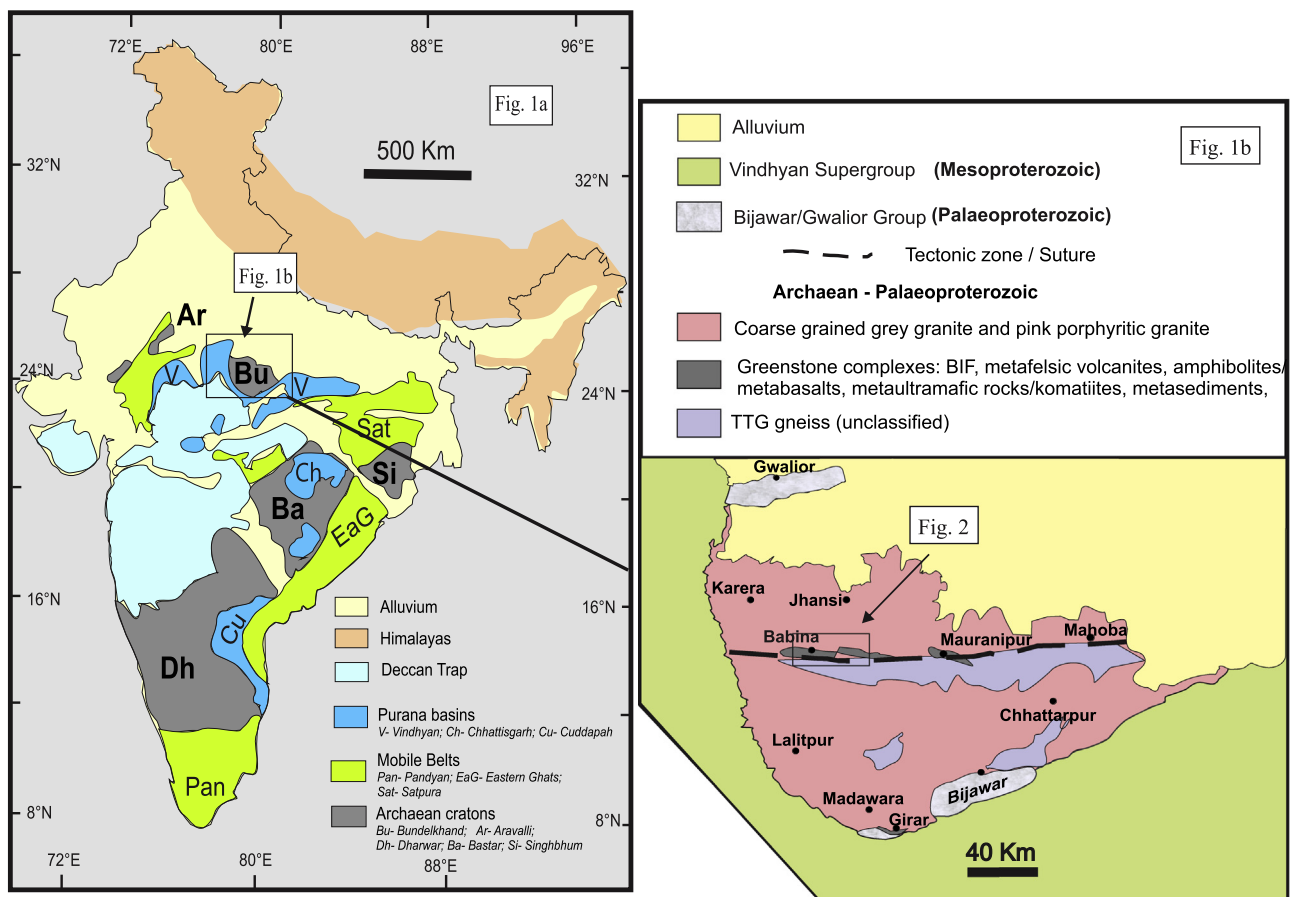 72°E
80°E
88°E
96°E
Fig. 1a
500 Km
32°N
32°N
Fig. 1b
Ar
24°N
V
Bu
V
24°N
Sat
Si
Ch
Ba
EaG
16°N
16°N
Cu
Dh
Pan
8°N
8°N
Alluvium
Himalayas
Deccan Trap
Purana basins
V- Vindhyan; Ch- Chhattisgarh; Cu- Cuddapah
Mobile Belts
Pan- Pandyan; EaG- Eastern Ghats;
Sat- Satpura
Archaean cratons
Bu- Bundelkhand; Ar- Aravalli;
Dh- Dharwar; Ba- Bastar; Si- Singhbhum
72°E
80°E
88°E
Alluvium
Fig. 1b
Vindhyan Supergroup (Mesoproterozoic)
Bijawar/Gwalior Group (Palaeoproterozoic)
Tectonic zone / Suture
Archaean - Palaeoproterozoic
Coarse grained grey granite and pink porphyritic granite
Greenstone complexes: BIF, metafelsic volcanites, amphibolites/
metabasalts, metaultramafic rocks/komatiites, metasediments,
TTG gneiss (unclassified)
Gwalior
Fig. 2
Karera
Jhansi
Babina
Mauranipur
Mahoba
Chhattarpur
Lalitpur
Bijawar
Madawara
Girar
40 Km